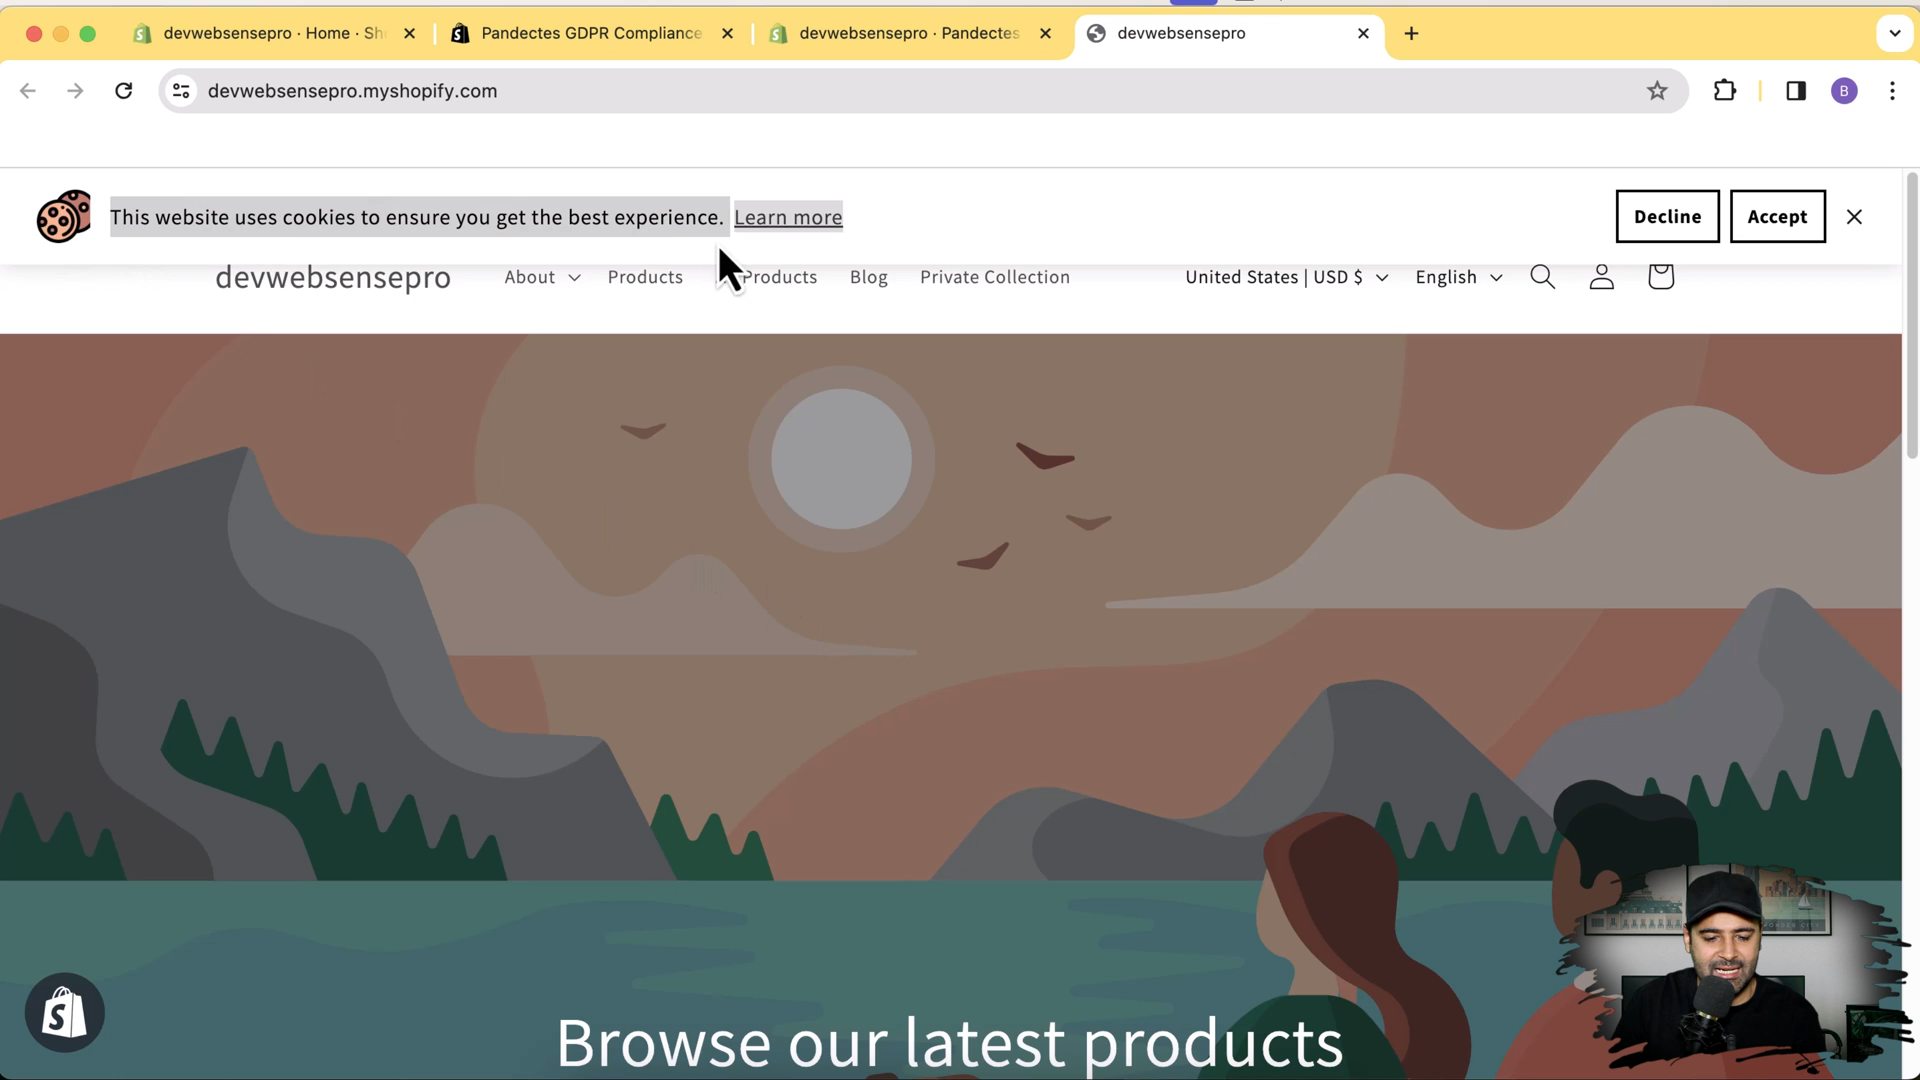 devwebsensepro · Home · Sh
Pandectes GDPR Compliance
devwebsensepro · Pandectes
devwebsensepro
devwebsensepro.myshopify.com
B
This website uses cookies to ensure you get the best experience. Learn more
Decline
Accept
devwebsensepro
About
Products
Products
Blog
Private Collection
United States | USD $
English
Browse our latest products